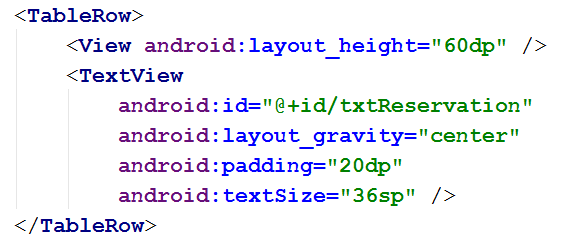 <TableRow>
    <View android:layout_height="60dp" />
    <TextView
        android:id="@+id/txtReservation"
        android:layout_gravity="center"
        android:padding="20dp"
        android:textSize="36sp" />
</TableRow>